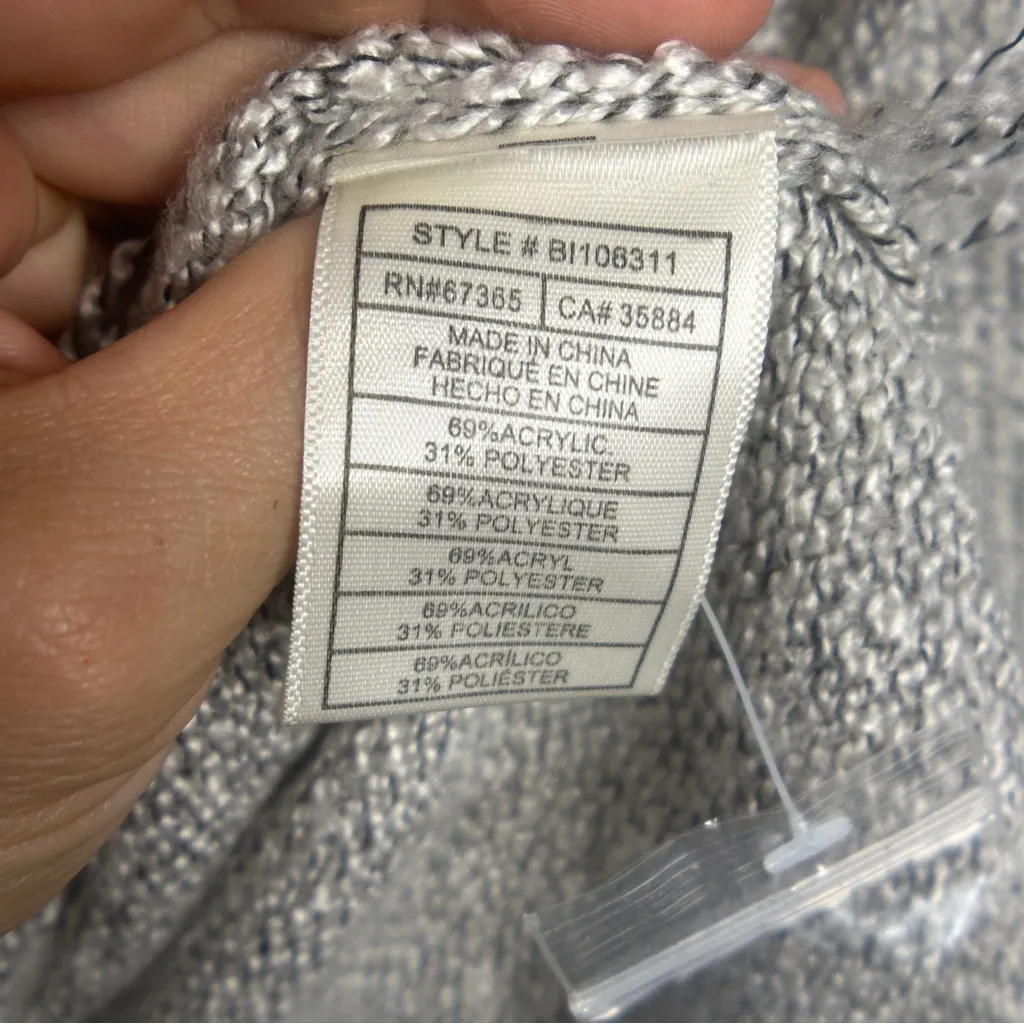 STYLE # BI106311
RN#67365 CA# 35884
MADE IN CHINA
FABRIQUÉ EN CHINE
HECHO EN CHINA
69%ACRYLIC.
31% POLYESTER
69%ACRYLIQUE
31% POLYESTER
69%ACRYL
31% POLYESTER
69%ACRILICO
31% POLIESTERE
69%ACRÍLICO
31% POLIÉSTER